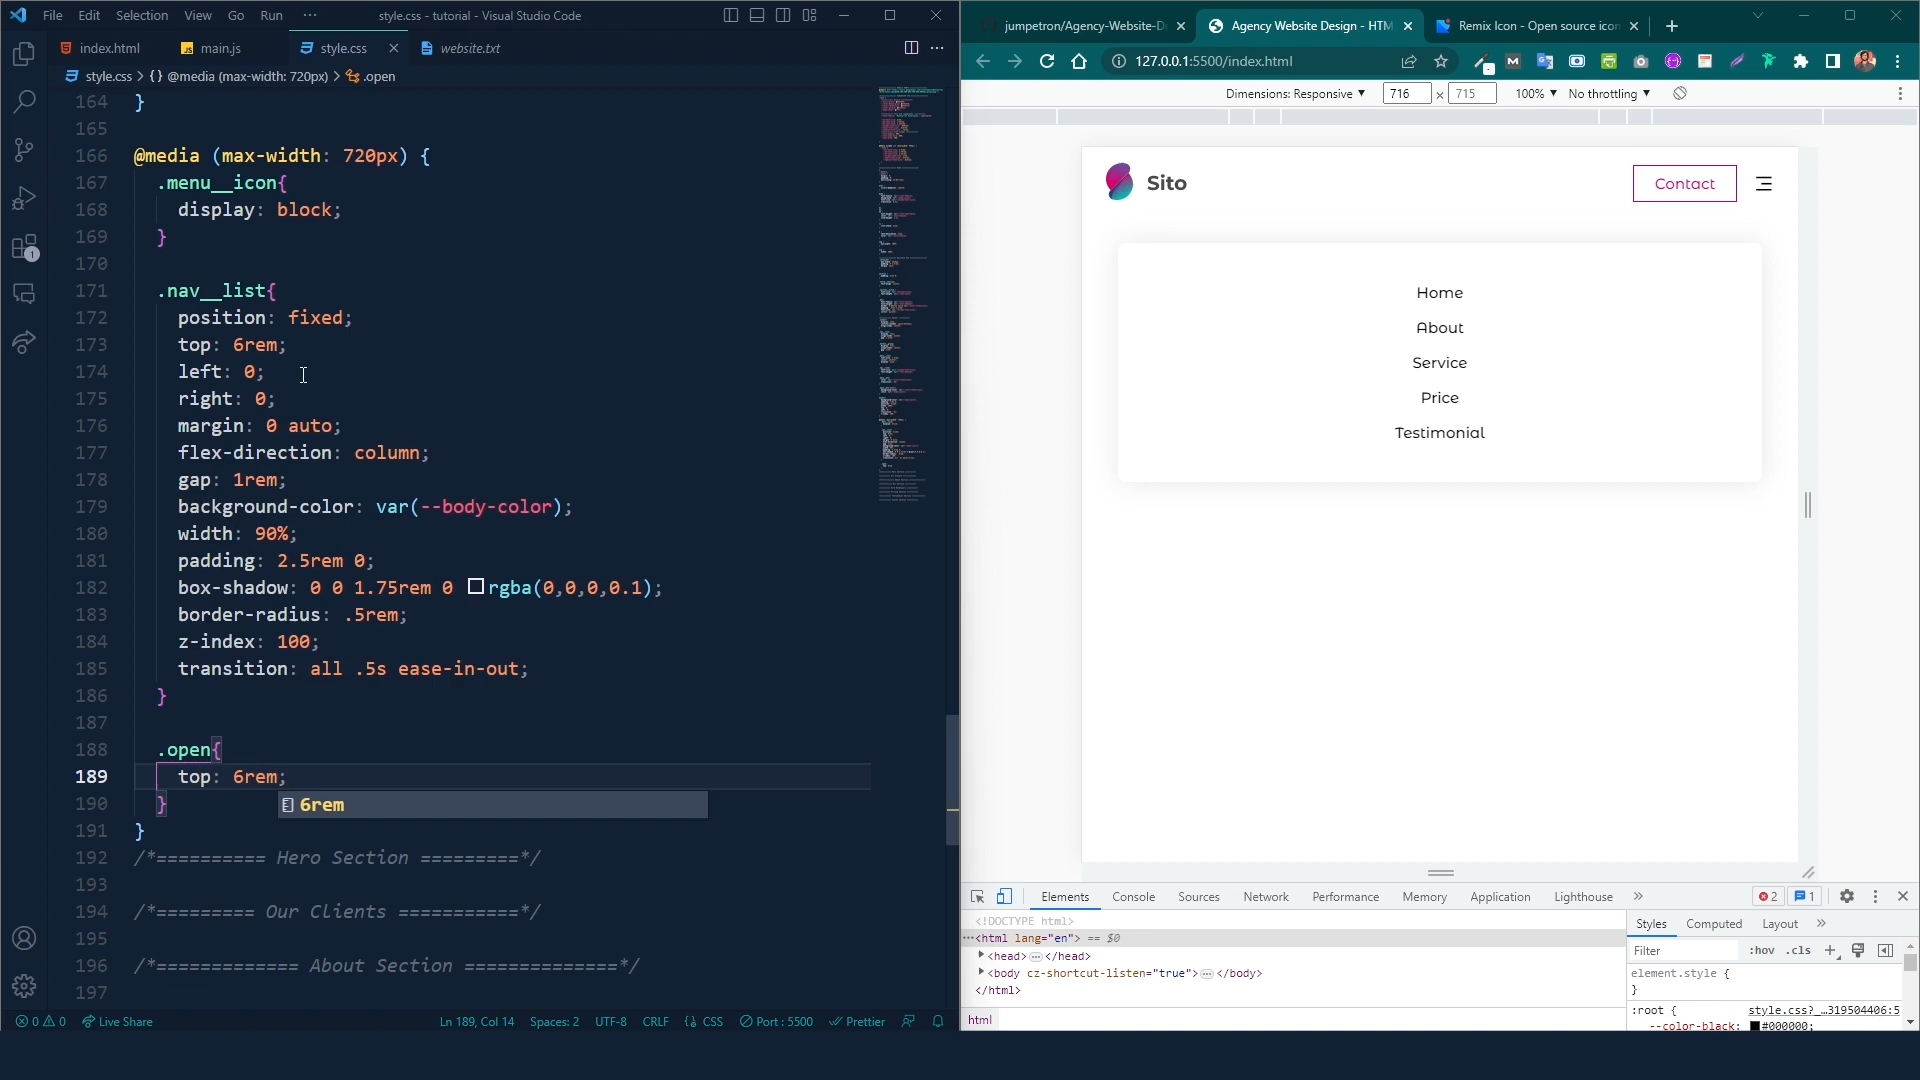 File Edit Selection View Go Run ··· style.css - tutorial - Visual Studio Code
index.html main.js style.css website.txt
style.css > {} @media (max-width: 720px) > .open
164 }
165
166 @media (max-width: 720px) {
167 .menu__icon{
168 display: block;
169 }
170
171 .nav__list{
172 position: fixed;
173 top: 6rem;
174 left: 0;
175 right: 0;
176 margin: 0 auto;
177 flex-direction: column;
178 gap: 1rem;
179 background-color: var(--body-color);
180 width: 90%;
181 padding: 2.5rem 0;
182 box-shadow: 0 0 1.75rem 0 rgba(0,0,0,0.1);
183 border-radius: .5rem;
184 z-index: 100;
185 transition: all .5s ease-in-out;
186 }
187
188 .open{
189 top: 6rem;
6rem
190 }
191 }
192 /*========== Hero Section =========*/
193
194 /*========= Our Clients ===========*/
195
196 /*============ About Section ==============*/
197
0 0 Live Share Ln 189, Col 14 Spaces: 2 UTF-8 CRLF {} CSS Port : 5500 Prettier
jumpetron/Agency-Website-De Agency Website Design - HTM Remix Icon - Open source icon
127.0.0.1:5500/index.html
Dimensions: Responsive 716 × 715 100% No throttling
Sito
Contact
Home
About
Service
Price
Testimonial
Elements Console Sources Network Performance Memory Application Lighthouse » 2 1
<!DOCTYPE html>
···<html lang="en"> == $0
<head>···</head>
<body cz-shortcut-listen="true">···</body>
</html>
html
Styles Computed Layout »
Filter :hov .cls +
element.style {
}
:root { style.css?_…319504406:5
--color-black: #000000;